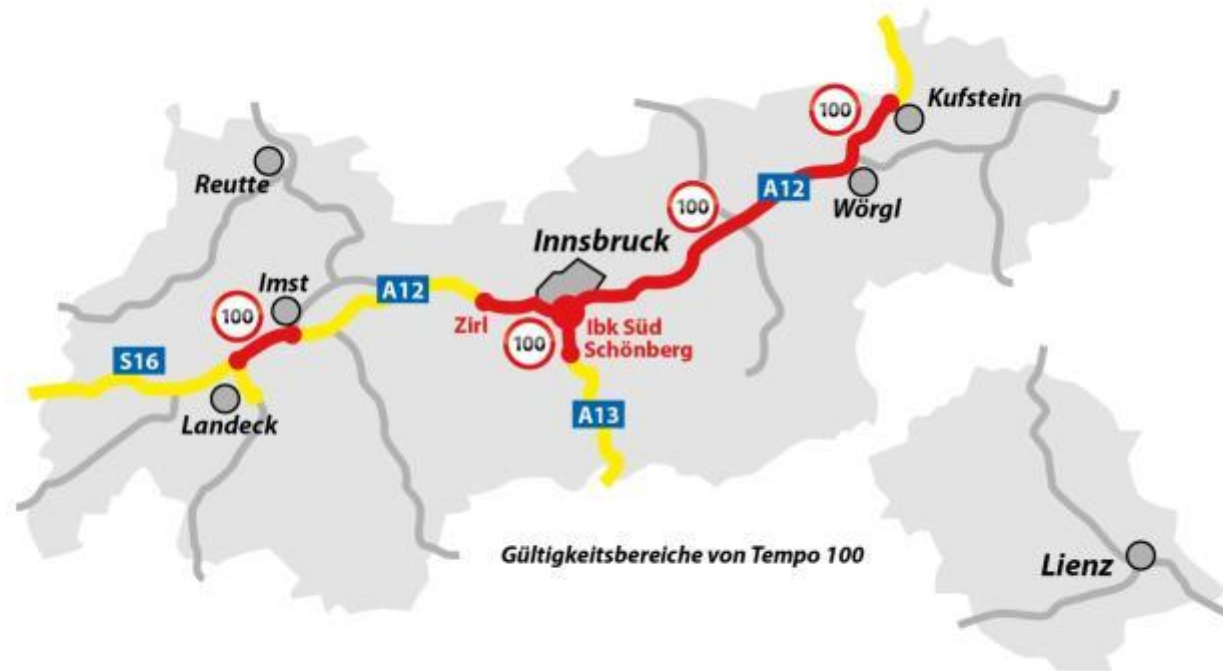 100
Kufstein
Reutte
100
A12
Wörgl
Innsbruck
Imst
A12
100
Zirl
100
Ibk Süd
Schönberg
S16
Landeck
A13
Gültigkeitsbereiche von Tempo 100
Lienz